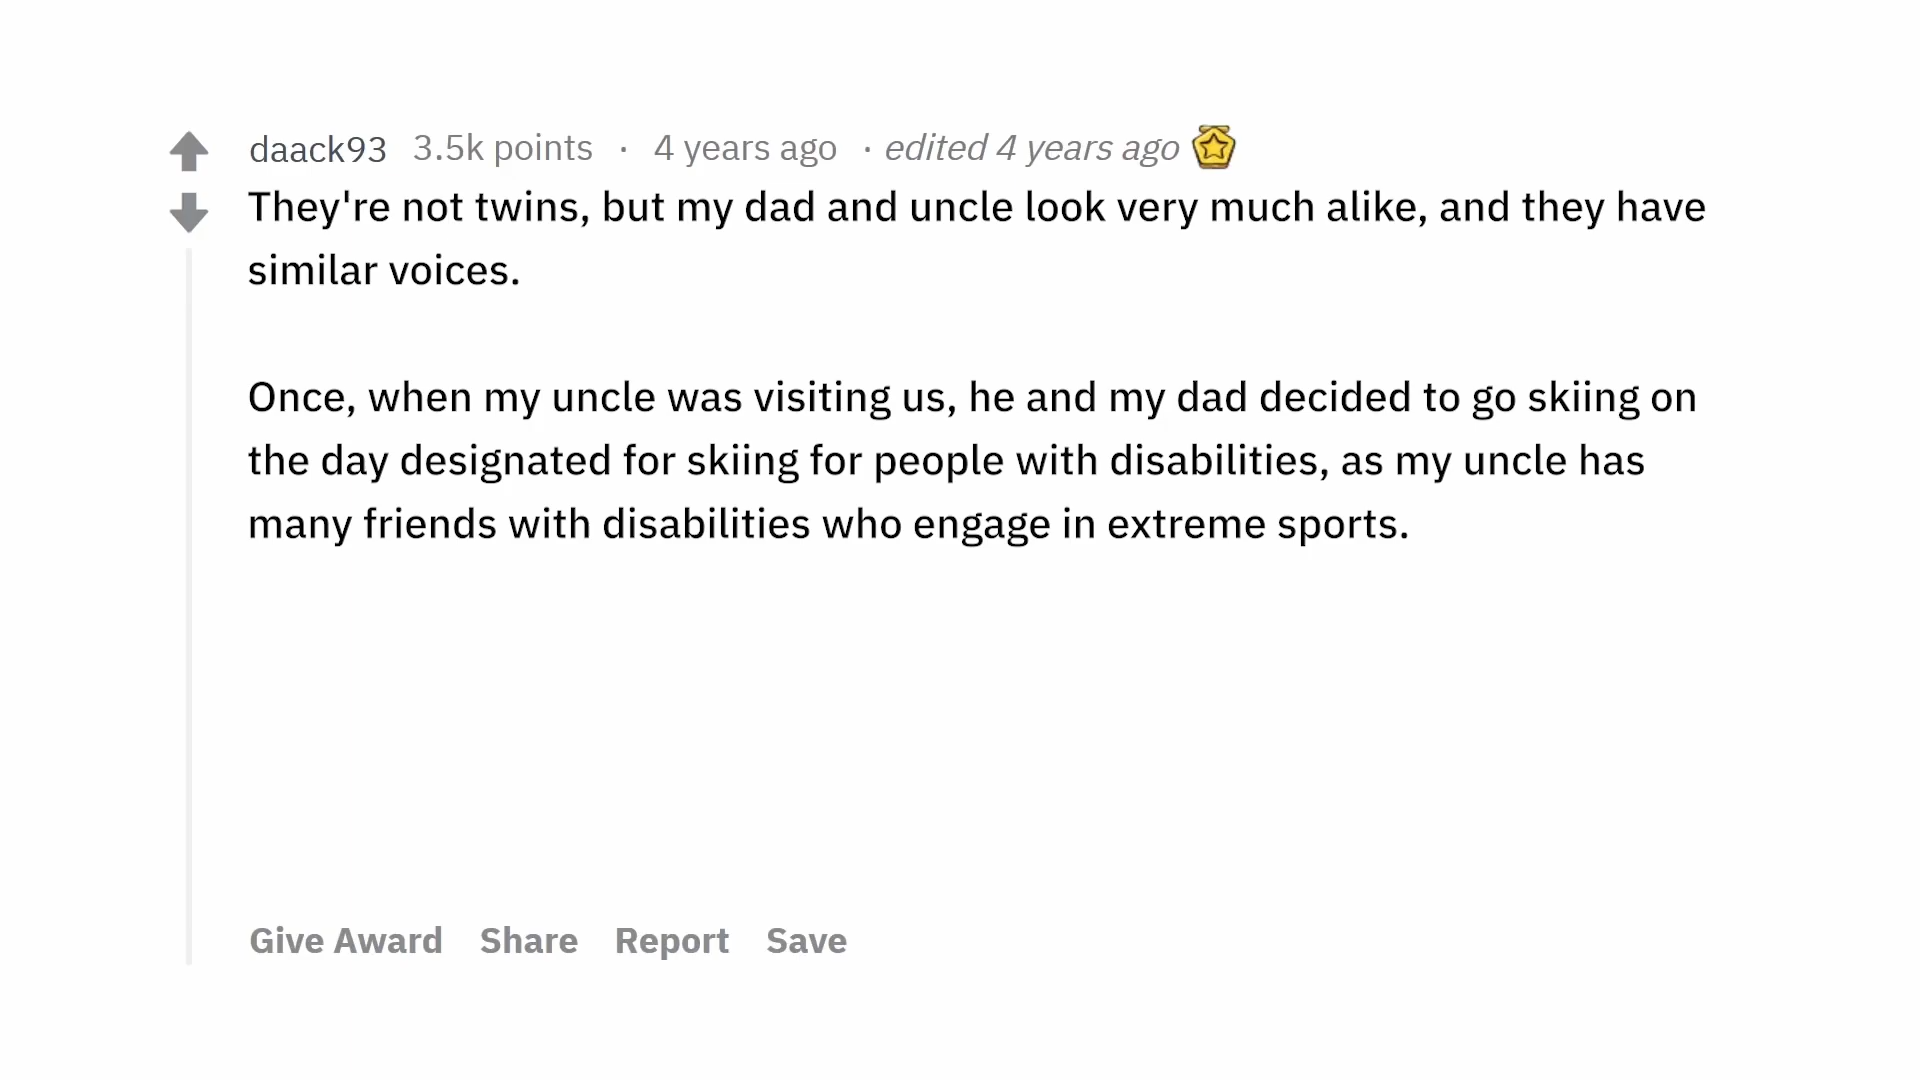 daack93 3.5k points · 4 years ago · edited 4 years ago
They're not twins, but my dad and uncle look very much alike, and they have
similar voices.
Once, when my uncle was visiting us, he and my dad decided to go skiing on
the day designated for skiing for people with disabilities, as my uncle has
many friends with disabilities who engage in extreme sports.
Give Award Share Report Save